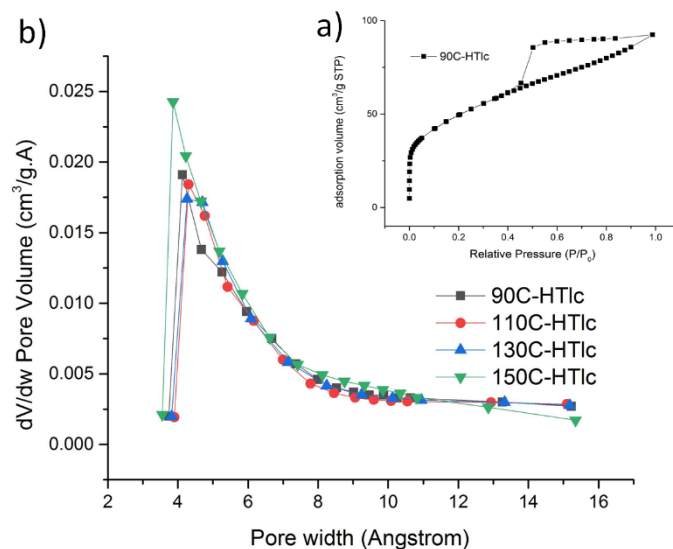 b)
a)
90C-HTlc
adsorption volume (cm³/g STP)
100
50
0
0.0 0.2 0.4 0.6 0.8 1.0
Relative Pressure (P/P₀)
dV/dw Pore Volume (cm³/g.A)
0.025
0.020
0.015
0.010
0.005
0.000
90C-HTlc
110C-HTlc
130C-HTlc
150C-HTlc
2 4 6 8 10 12 14 16
Pore width (Angstrom)